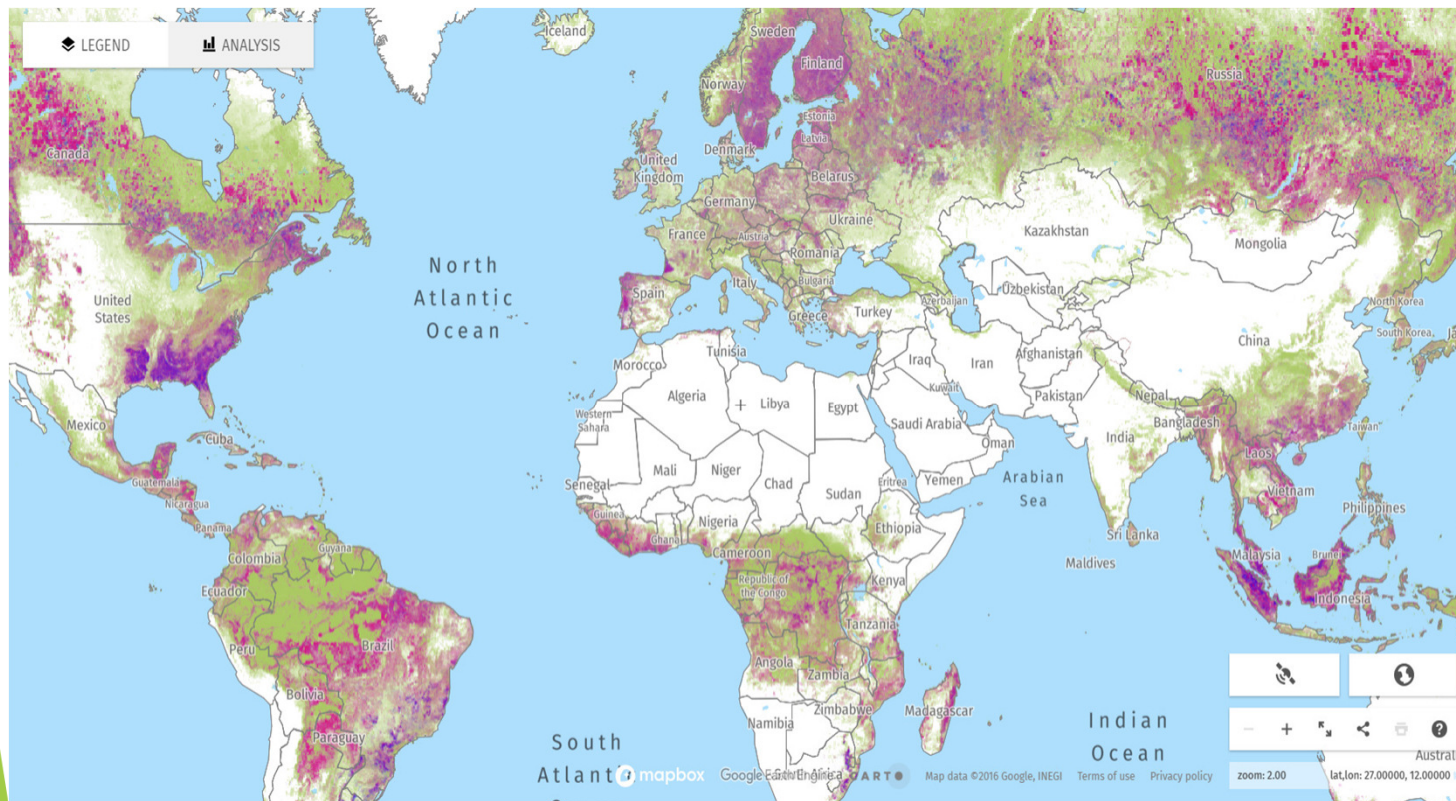 LEGEND
ANALYSIS
Iceland
Sweden
Finland
Norway
Russia
Estonia
Latvia
Canada
Denmark
United
Kingdom
Belarus
Germany
Ukraine
France
Austria
Kazakhstan
Mongolia
Romania
North
Atlantic
Ocean
Italy
Bulgaria
Spain
Uzbekistan
United
States
Azerbaijan
North Korea
Greece
Turkey
South Korea
China
Tunisia
Iraq
Iran
Afghanistan
Morocco
Kuwait
Pakistan
Nepal
Algeria
Libya
Egypt
Bangladesh
Western
Sahara
Saudi Arabia
India
Taiwan
Mexico
Cuba
Oman
Laos
Mali
Niger
Chad
Sudan
Eritrea
Yemen
Arabian
Sea
Guatemala
Senegal
Vietnam
Nicaragua
Guinea
Nigeria
Ethiopia
Philippines
Panama
Ghana
Sri Lanka
Guyana
Colombia
Cameroon
Maldives
Malaysia
Brunei
Ecuador
Republic of
the Congo
Kenya
Indonesia
Tanzania
Peru
Brazil
Angola
Zambia
Bolivia
Zimbabwe
Madagascar
Namibia
Paraguay
Indian
Ocean
South
Atlant
mapbox
Google Earth Engine
South Africa
CARTO
Map data ©2016 Google, INEGI
Terms of use
Privacy policy
Austral
zoom: 2.00
lat,lon: 27.00000, 12.00000